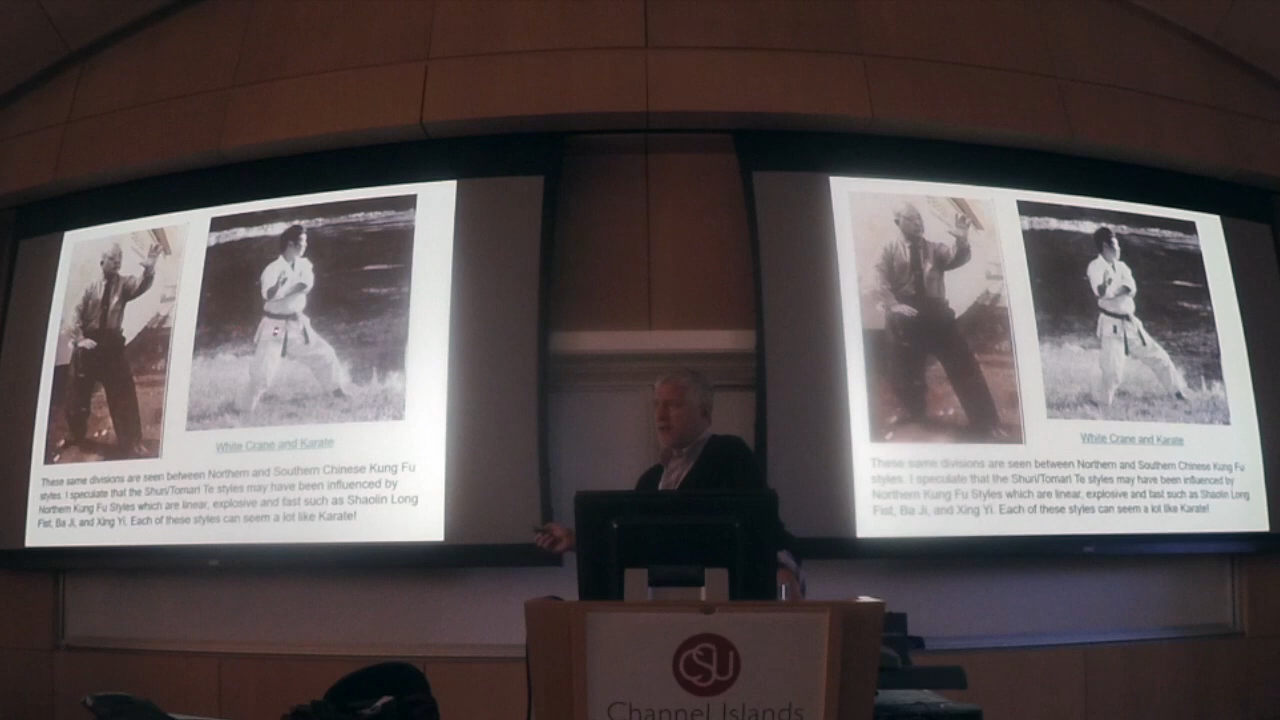 White Crane and Karate
These same divisions are seen between Northern and Southern Chinese Kung Fu
styles. I speculate that the Shuri/Tomari Te styles may have been influenced by
Northern Kung Fu Styles which are linear, explosive and fast such as Shaolin Long
Fist, Ba Ji, and Xing Yi. Each of these styles can seem a lot like Karate!
White Crane and Karate
These same divisions are seen between Northern and Southern Chinese Kung Fu
styles. I speculate that the Shuri/Tomari Te styles may have been influenced by
Northern Kung Fu Styles which are linear, explosive and fast such as Shaolin Long
Fist, Ba Ji, and Xing Yi. Each of these styles can seem a lot like Karate!
CSU
Channel Islands